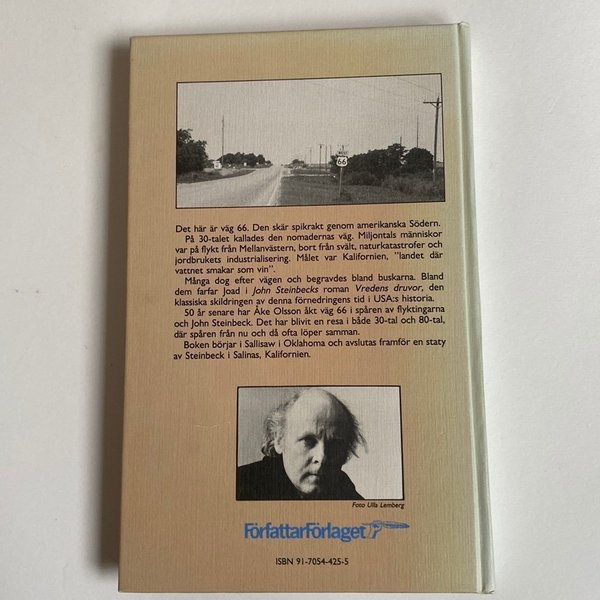 WEST
66
Det här är väg 66. Den skär spikrakt genom amerikanska Södern.
På 30-talet kallades den nomadernas väg. Miljontals människor
var på flykt från Mellanvästern, bort från svält, naturkatastrofer och
jordbrukets industrialisering. Målet var Kalifornien, "landet där
vattnet smakar som vin".
Många dog efter vägen och begravdes bland buskarna. Bland
dem farfar Joad i John Steinbecks roman Vredens druvor, den
klassiska skildringen av denna förnedringens tid i USA:s historia.
50 år senare har Åke Olsson åkt väg 66 i spåren av flyktingarna
och John Steinbeck. Det har blivit en resa i både 30-tal och 80-tal,
där spåren från nu och då ofta löper samman.
Boken börjar i Sallisaw i Oklahoma och avslutas framför en staty
av Steinbeck i Salinas, Kalifornien.
Foto Ulla Lemberg
FörfattarFörlaget
ISBN 91-7054-425-5